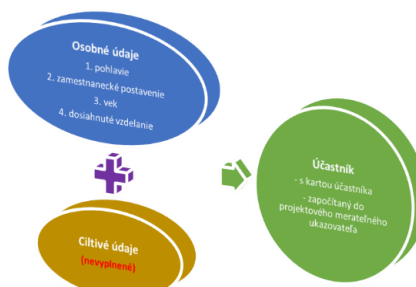 Osobné údaje
1. pohlavie
2. zamestnanecké postavenie
3. vek
4. dosiahnuté vzdelanie
Citlivé údaje
(nevyplnené)
Účastník
- s kartou účastníka
- započítaný do
projektového merateľného
ukazovateľa